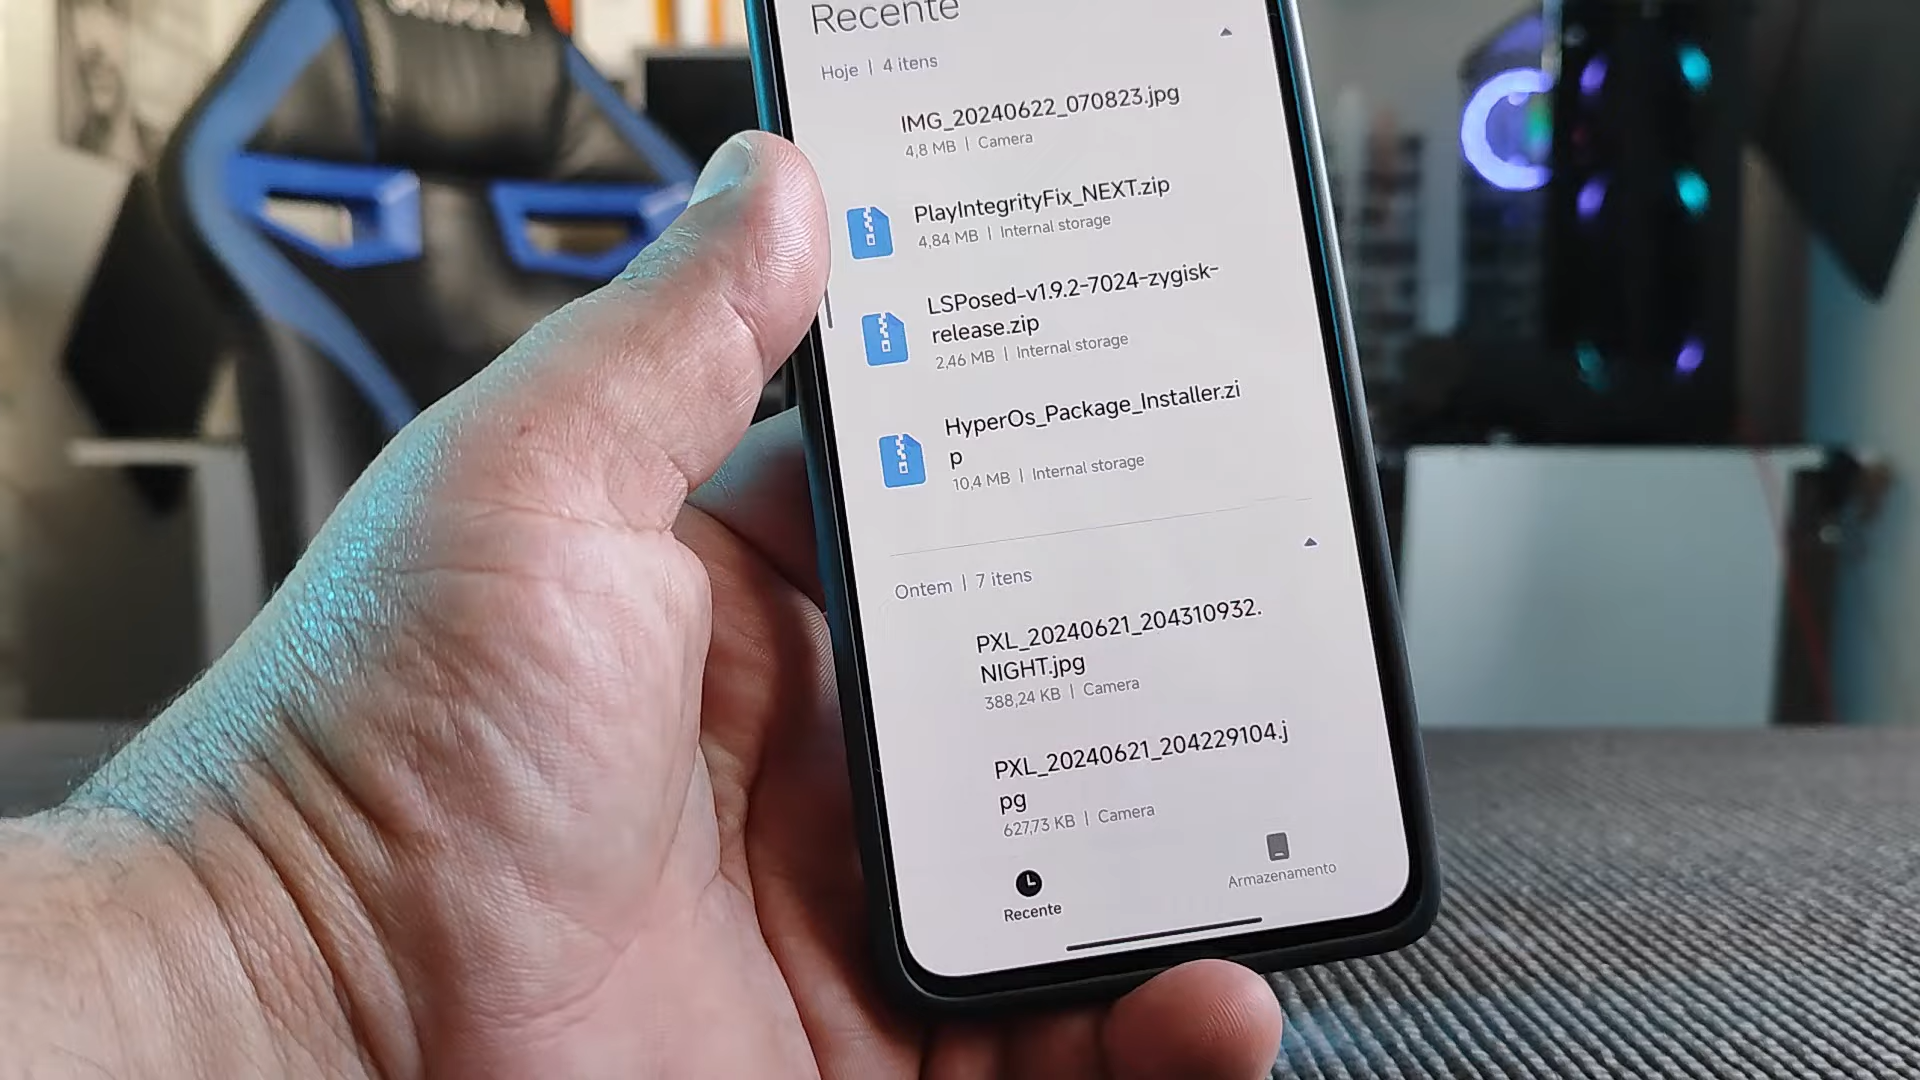 Recente
Hoje | 4 itens
IMG_20240622_070823.jpg
4,8 MB | Camera
PlayIntegrityFix_NEXT.zip
4,84 MB | Internal storage
LSPosed-v1.9.2-7024-zygisk-
release.zip
2,46 MB | Internal storage
HyperOs_Package_Installer.zi
p
10,4 MB | Internal storage
Ontem | 7 itens
PXL_20240621_204310932.
NIGHT.jpg
388,24 KB | Camera
PXL_20240621_204229104.j
pg
627,73 KB | Camera
Recente
Armazenamento